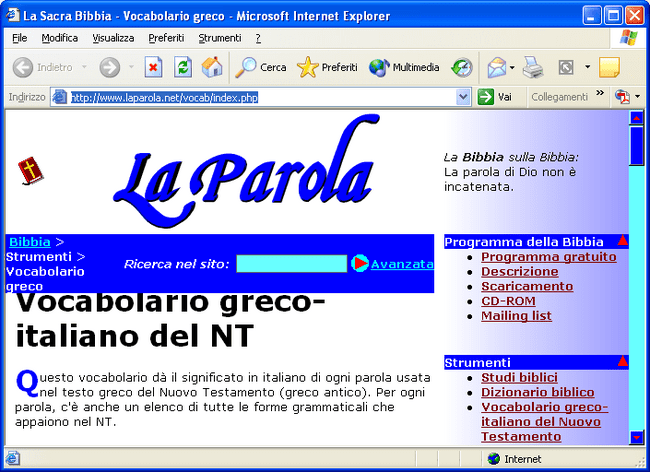 La Sacra Bibbia - Vocabolario greco - Microsoft Internet Explorer
File Modifica Visualizza Preferiti Strumenti ?
Indietro Cerca Preferiti Multimedia
Indirizzo http://www.laparola.net/vocab/index.php Vai Collegamenti »
La Parola
La Bibbia sulla Bibbia:
La parola di Dio non è
incatenata.
Bibbia >
Strumenti >
Vocabolario
greco
Ricerca nel sito: Avanzata
Vocabolario greco-
italiano del NT
Questo vocabolario dà il significato in italiano di ogni parola usata
nel testo greco del Nuovo Testamento (greco antico). Per ogni
parola, c'è anche un elenco di tutte le forme grammaticali che
appaiono nel NT.
Programma della Bibbia
Programma gratuito
Descrizione
Scaricamento
CD-ROM
Mailing list
Strumenti
Studi biblici
Dizionario biblico
Vocabolario greco-
italiano del Nuovo
Testamento
Internet